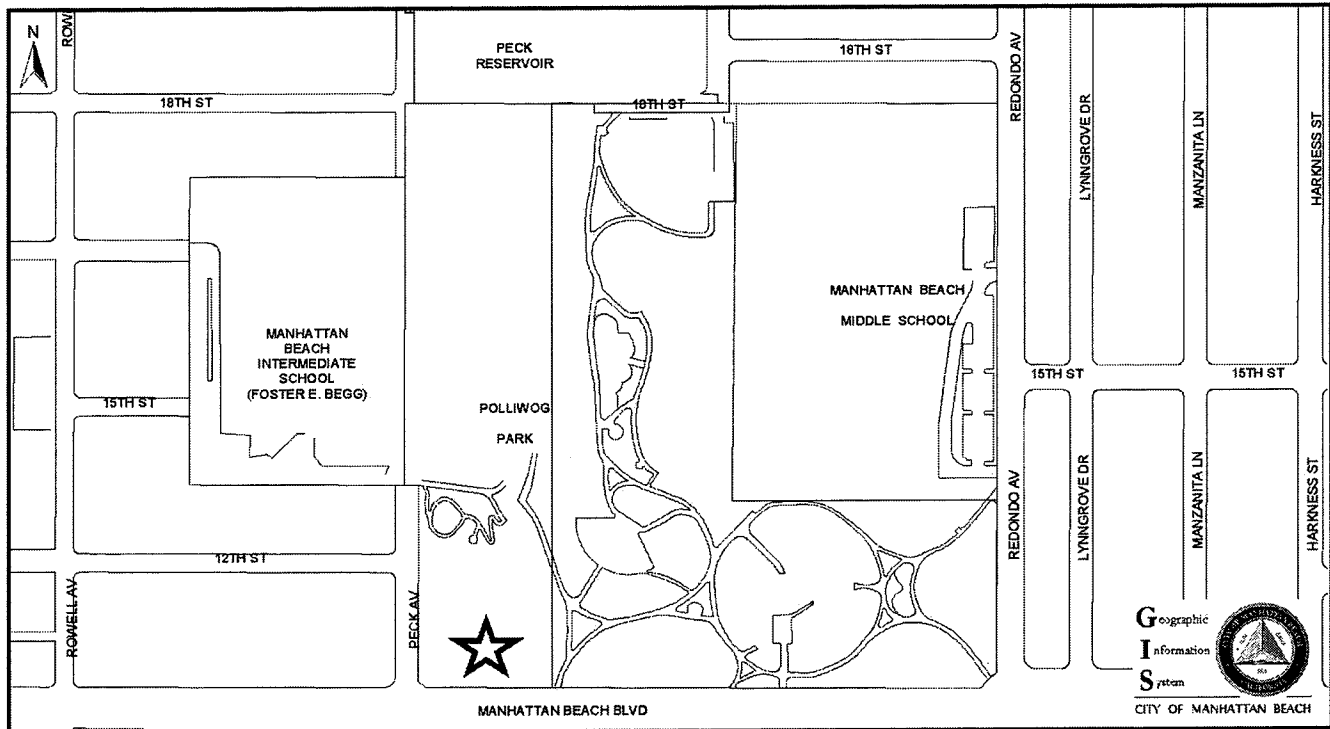 N
ROW
PECK
RESERVOIR
18TH ST
REDONDO AV
18TH ST
18TH ST
LYNNGROVE DR
MANZANITA LN
HARKNESS ST
MANHATTAN BEACH
MIDDLE SCHOOL
MANHATTAN
BEACH
INTERMEDIATE
SCHOOL
(FOSTER E. BEGG)
15TH ST
15TH ST
15TH ST
POLLIWOG
PARK
REDONDO AV
LYNNGROVE DR
MANZANITA LN
HARKNESS ST
12TH ST
ROWELL AV
PECK AV
Geographic
Information
System
CITY OF MANHATTAN BEACH
MANHATTAN BEACH BLVD